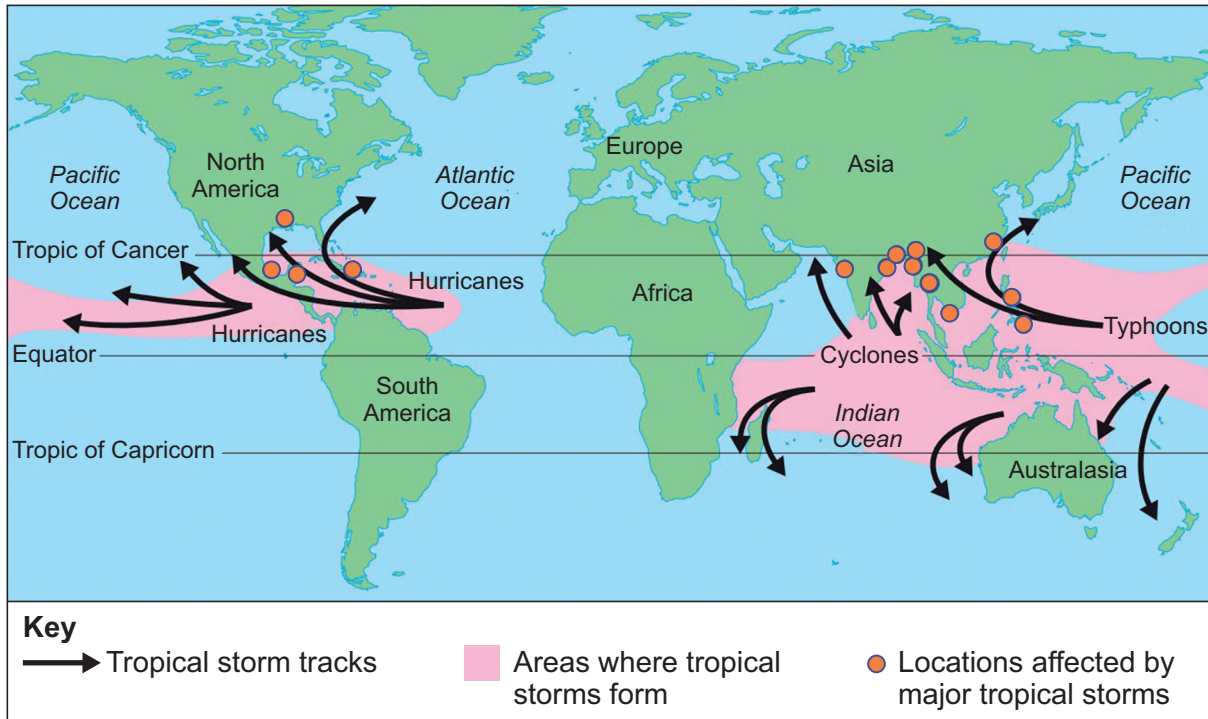 Pacific
Ocean
North
America
Atlantic
Ocean
Europe
Asia
Pacific
Ocean
Tropic of Cancer
Hurricanes
Africa
Hurricanes
Typhoons
Equator
Cyclones
South
America
Indian
Ocean
Tropic of Capricorn
Australasia
Key
Tropical storm tracks
Areas where tropical
storms form
Locations affected by
major tropical storms